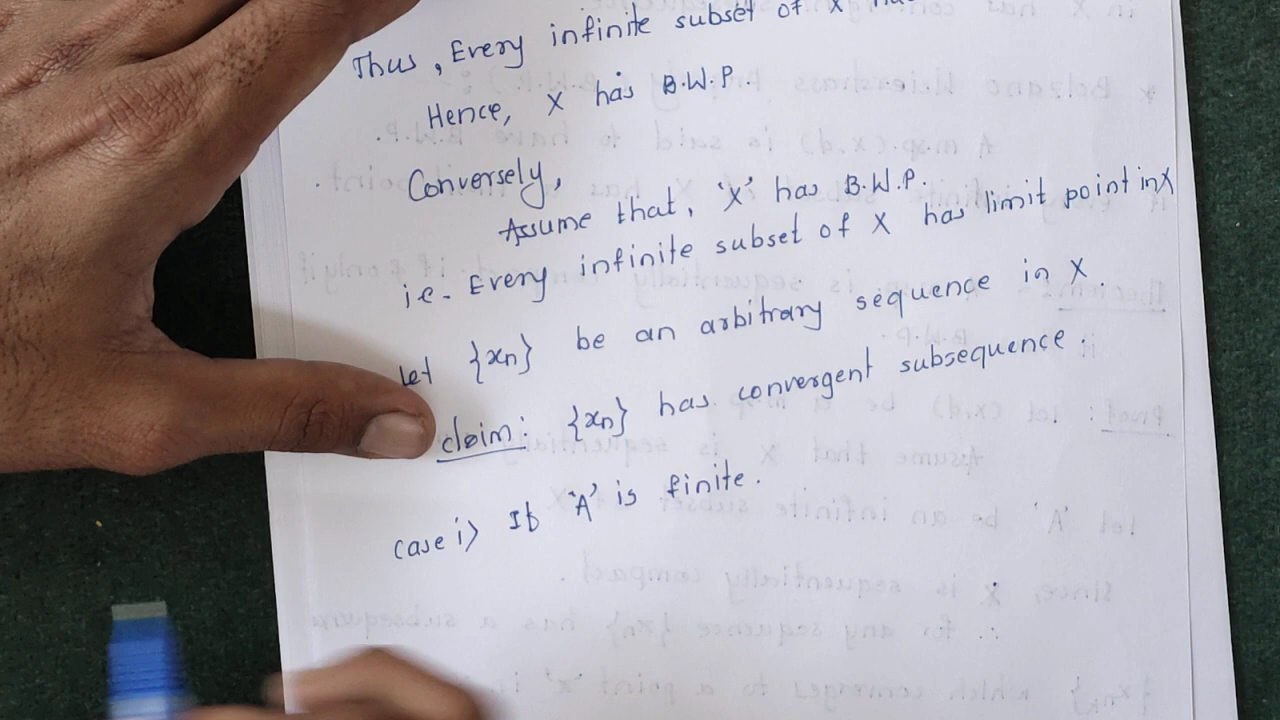 Thus, Every infinite subset of X
Hence, X has B.W.P.
Conversely,
Assume that, 'X' has B.W.P.
i.e. Every infinite subset of X has limit point in X
Let {xn} be an arbitrary sequence in X.
claim: {xn} has convergent subsequence.
case i) If 'A' is finite.